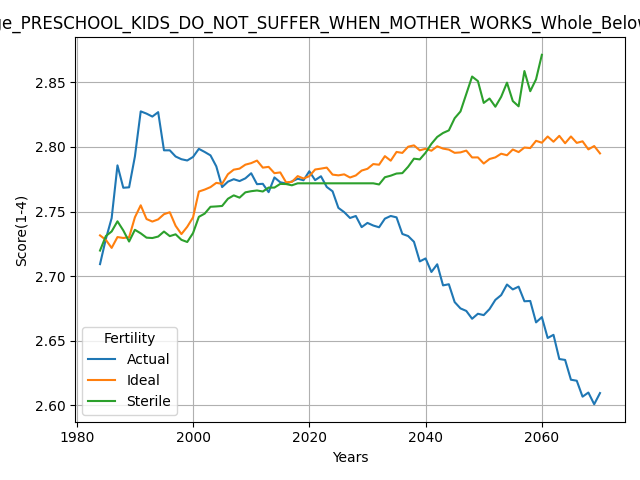 ge_PRESCHOOL_KIDS_DO_NOT_SUFFER_WHEN_MOTHER_WORKS_Whole_Below
Score(1-4)
2.85
2.80
2.75
2.70
2.65
2.60
Fertility
Actual
Ideal
Sterile
1980 2000 2020 2040 2060
Years